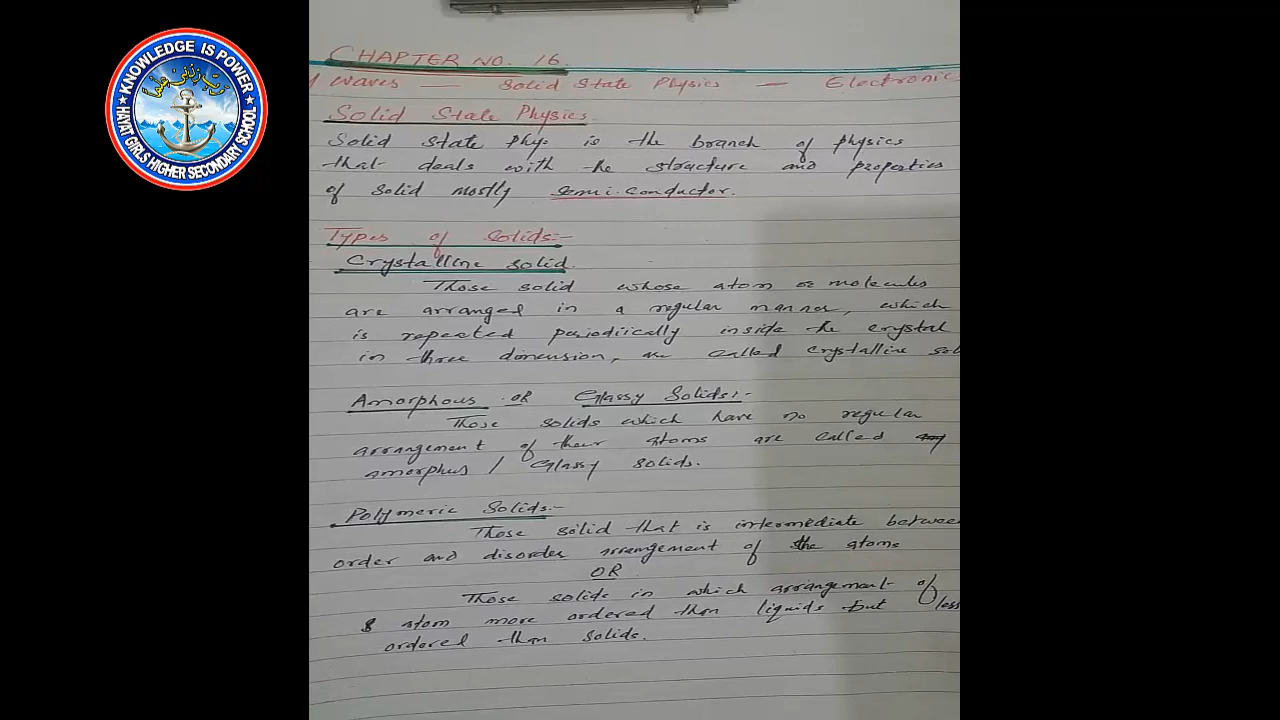 KNOWLEDGE IS POWER
رَبِّ زِدْنِي عِلْمًا
HAYAT GIRLS HIGHER SECONDARY SCHOOL
CHAPTER NO. 16
waves — Solid State Physics — Electronic
Solid State Physics
Solid State Phy. is the branch of physics
that deals with the structure and properties
of solid mostly semi.conductor.
Types of Solids:-
Crystalline solid.
Those solid whose atom or molecules
are arranged in a regular manner, which
is repeated periodiically inside the crystal
in three dimension, are called crystalline sol
Amorphous OR Glassy Solids:-
Those solids which have no regular
arrangement of their atoms are called
amorphus / Glassy solids.
Polymeric Solids:-
Those solid that is intermediate betwee
order and disorder arrangement of the atoms
OR
Those solids in which arrangement of
atom more ordered than liquids but less
ordered than solids.